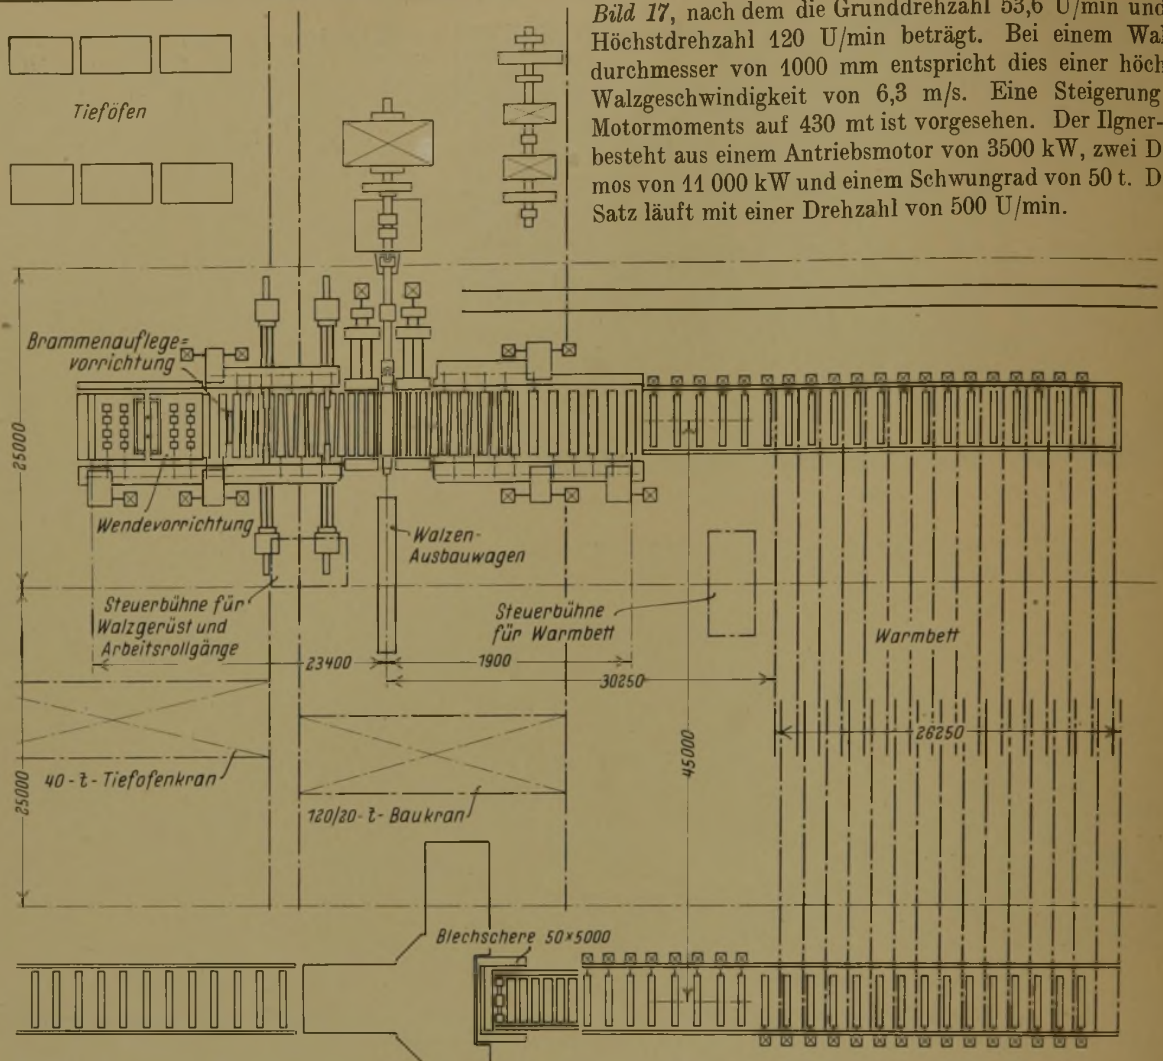 Bild 17, nach dem die Grunddrehzahl 53,6 U/min und
Höchstdrehzahl 120 U/min beträgt. Bei einem Wal
durchmesser von 1000 mm entspricht dies einer höch
Walzgeschwindigkeit von 6,3 m/s. Eine Steigerung
Motormoments auf 430 mt ist vorgesehen. Der Ilgner-
besteht aus einem Antriebsmotor von 3500 kW, zwei D
mos von 11 000 kW und einem Schwungrad von 50 t. D
Satz läuft mit einer Drehzahl von 500 U/min.
Tieföfen
Brammenauflege=
vorrichtung
25000
Wendevorrichtung
Walzen-
Ausbauwagen
Steuerbühne für
Walzgerüst und
Arbeitsrollgänge
Steuerbühne
für Warmbett
Warmbett
23400
1900
30250
26250
45000
25000
40-t-Tiefofenkran
120/20-t-Baukran
Blechschere 50×5000